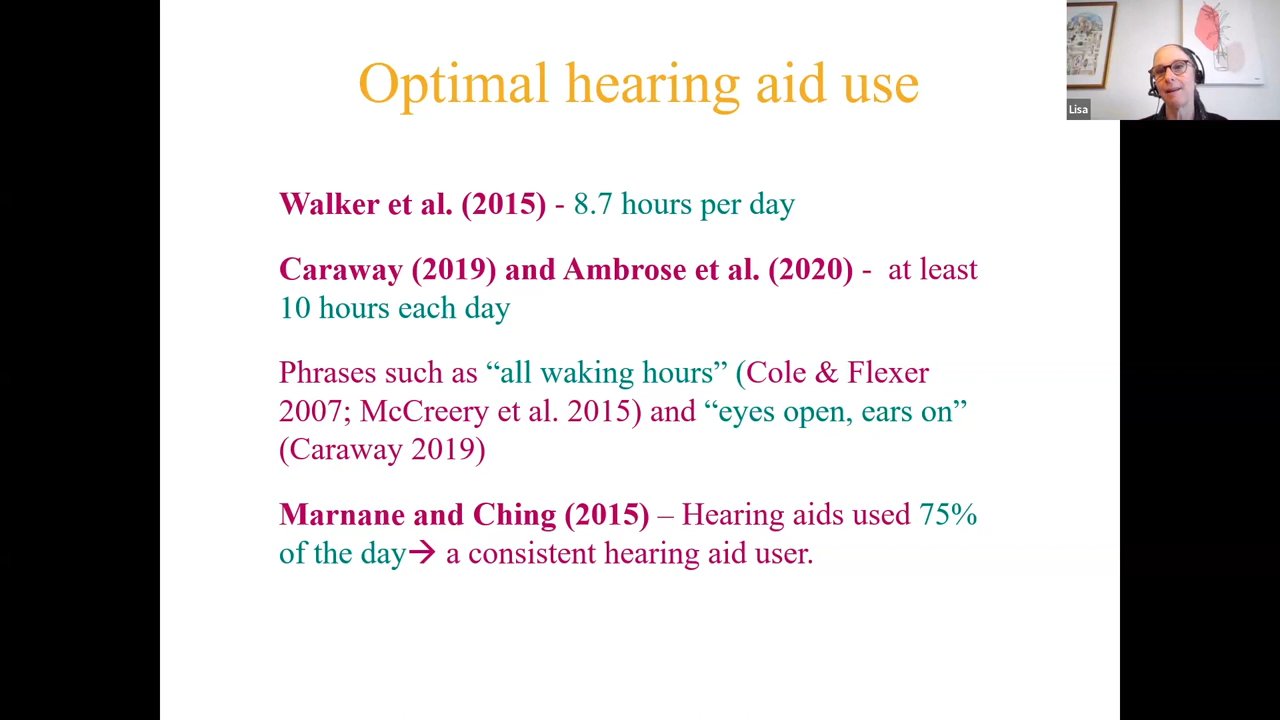 Optimal hearing aid use
Lisa
Walker et al. (2015) - 8.7 hours per day
Caraway (2019) and Ambrose et al. (2020) - at least
10 hours each day
Phrases such as “all waking hours” (Cole & Flexer
2007; McCreery et al. 2015) and “eyes open, ears on”
(Caraway 2019)
Marnane and Ching (2015) – Hearing aids used 75%
of the day→ a consistent hearing aid user.